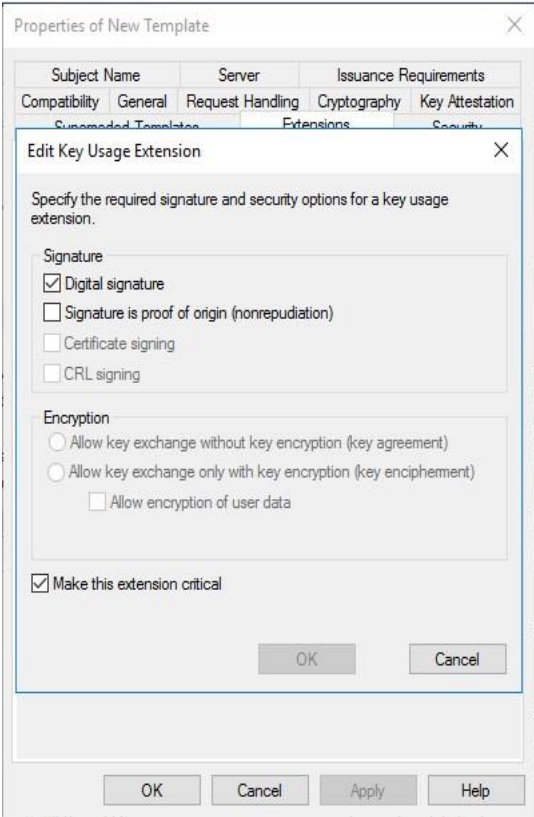 Properties of New Template
Subject Name Server Issuance Requirements
Compatibility General Request Handling Cryptography Key Attestation
Superseded Templates Extensions Security
Edit Key Usage Extension
Specify the required signature and security options for a key usage
extension.
Signature
Digital signature
Signature is proof of origin (nonrepudiation)
Certificate signing
CRL signing
Encryption
Allow key exchange without key encryption (key agreement)
Allow key exchange only with key encryption (key encipherment)
Allow encryption of user data
Make this extension critical
OK Cancel
OK Cancel Apply Help